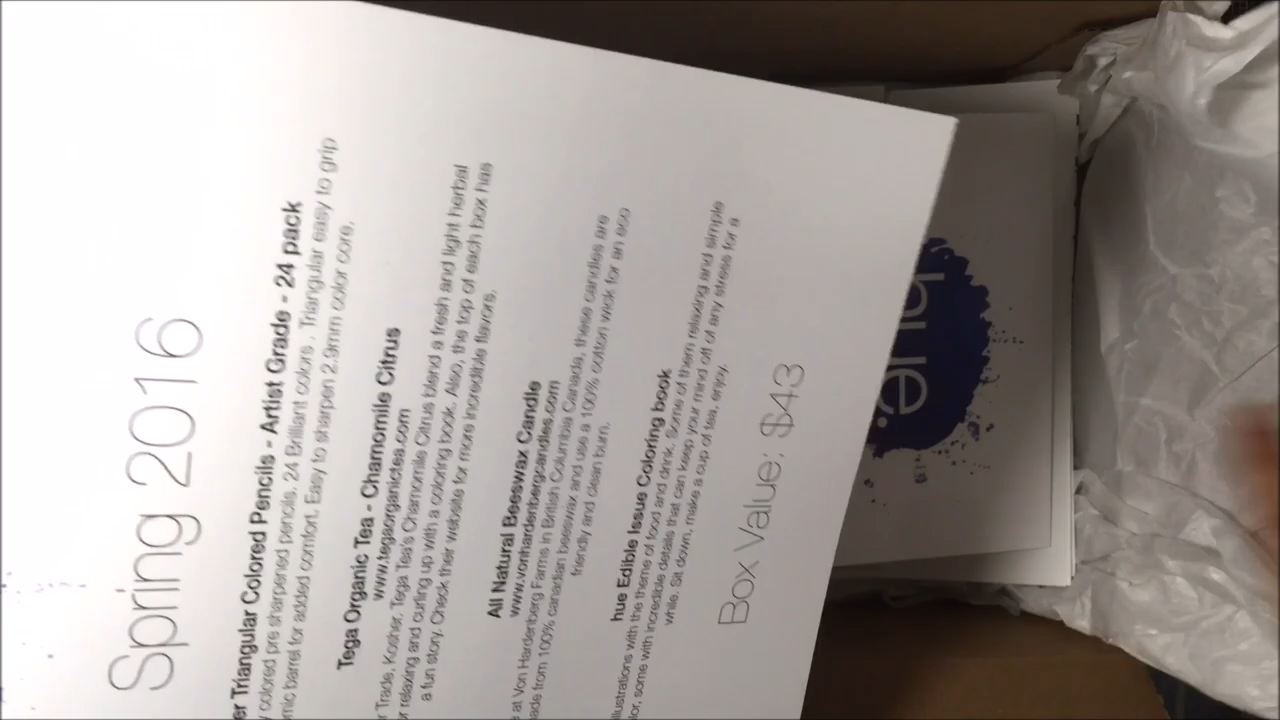 Spring 2016
er Triangular Colored Pencils - Artist Grade - 24 pack
colored pre sharpened pencils. 24 Brilliant colors . Triangular easy to grip
mic barrel for added comfort. Easy to sharpen 2.9mm color core.
Tega Organic Tea - Chamomile Citrus
www.tegaorganictea.com
r Trade, Kosher, Tega Tea's Chamomile Citrus blend a fresh and light herbal
or relaxing and curling up with a coloring book. Also, the top of each box has
a fun story. Check their website for more incredible flavors.
All Natural Beeswax Candle
www.vonhardenbergcandles.com
at Von Hardenberg Farms in British Columbia Canada, these candles are
ade from 100% canadian beeswax and use a 100% cotton wick for an eco
friendly and clean burn.
hue Edible Issue Coloring book
llustrations with the theme of food and drink. Some of them relaxing and simple
lor, some with incredible details that can keep your mind off of any stress for a
while. Sit down, make a cup of tea, enjoy.
Box Value: $43
hue